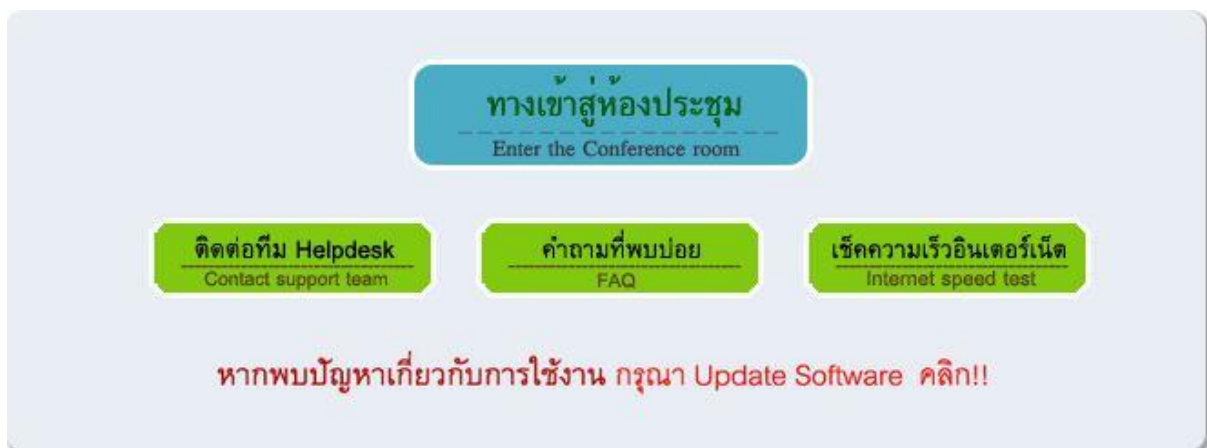 ทางเข้าสู่ห้องประชุม
Enter the Conference room
ติดต่อทีม Helpdesk
Contact support team
คำถามที่พบปอย
FAQ
เช็คความเร็วอินเตอร์เน็ต
Internet speed test
หากพบปัญหาเกี่ยวกับการใช้งาน กรุณา Update Software คลิก!!